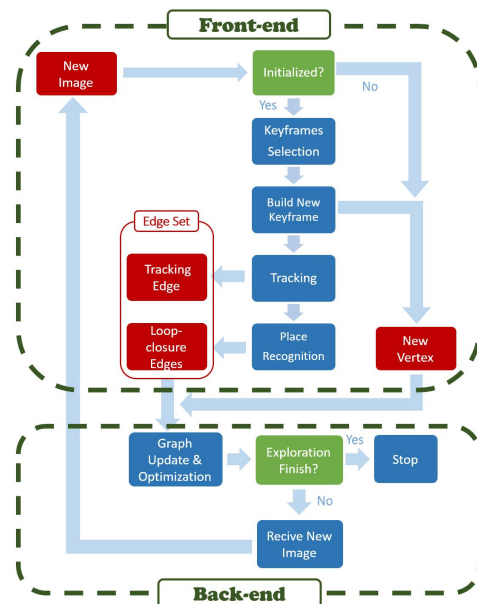 Front-end
New
Image
Initialized?
No
Yes
Keyframes
Selection
Build New
Keyframe
Edge Set
Tracking
Edge
Tracking
Loop-
closure
Edges
Place
Recognition
New
Vertex
Graph
Update &
Optimization
Exploration
Finish?
Yes
Stop
No
Recive New
Image
Back-end